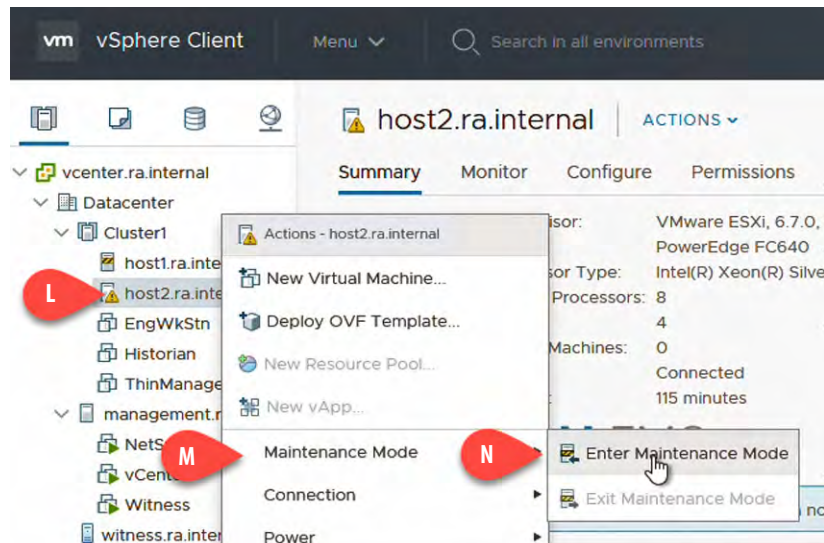 vm vSphere Client Menu Search in all environments
host2.ra.internal ACTIONS
Summary Monitor Configure Permissions
vcenter.ra.internal
Datacenter
Cluster1
host1.ra.inte
L host2.ra.inte
EngWkStn
Historian
ThinManage
management.r
NetS
vCent
Witness
witness.ra.inter
Actions - host2.ra.internal
New Virtual Machine...
Deploy OVF Template...
New Resource Pool...
New vApp...
M Maintenance Mode
Connection
Power
N Enter Maintenance Mode
Exit Maintenance Mode
isor: VMware ESXi, 6.7.0,
PowerEdge FC640
sor Type: Intel(R) Xeon(R) Silve
Processors: 8
4
Machines: 0
Connected
: 115 minutes
no